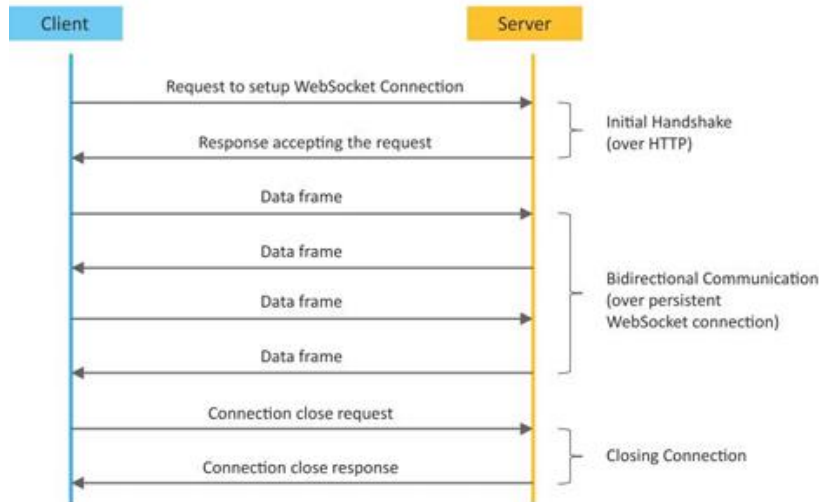 Client
Server
Request to setup WebSocket Connection
Response accepting the request
Initial Handshake
(over HTTP)
Data frame
Data frame
Data frame
Data frame
Bidirectional Communication
(over persistent
WebSocket connection)
Connection close request
Connection close response
Closing Connection